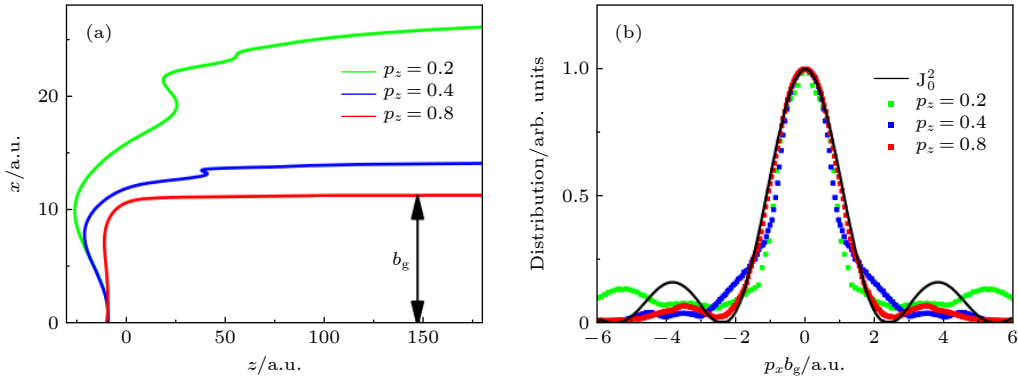 (a)
p_z = 0.2
p_z = 0.4
p_z = 0.8
b_g
0
10
20
x/a.u.
0
50
100
150
z/a.u.
(b)
J_0^2
p_z = 0.2
p_z = 0.4
p_z = 0.8
1.0
0.5
0
Distribution/arb. units
−6
−4
−2
0
2
4
6
p_x b_g/a.u.